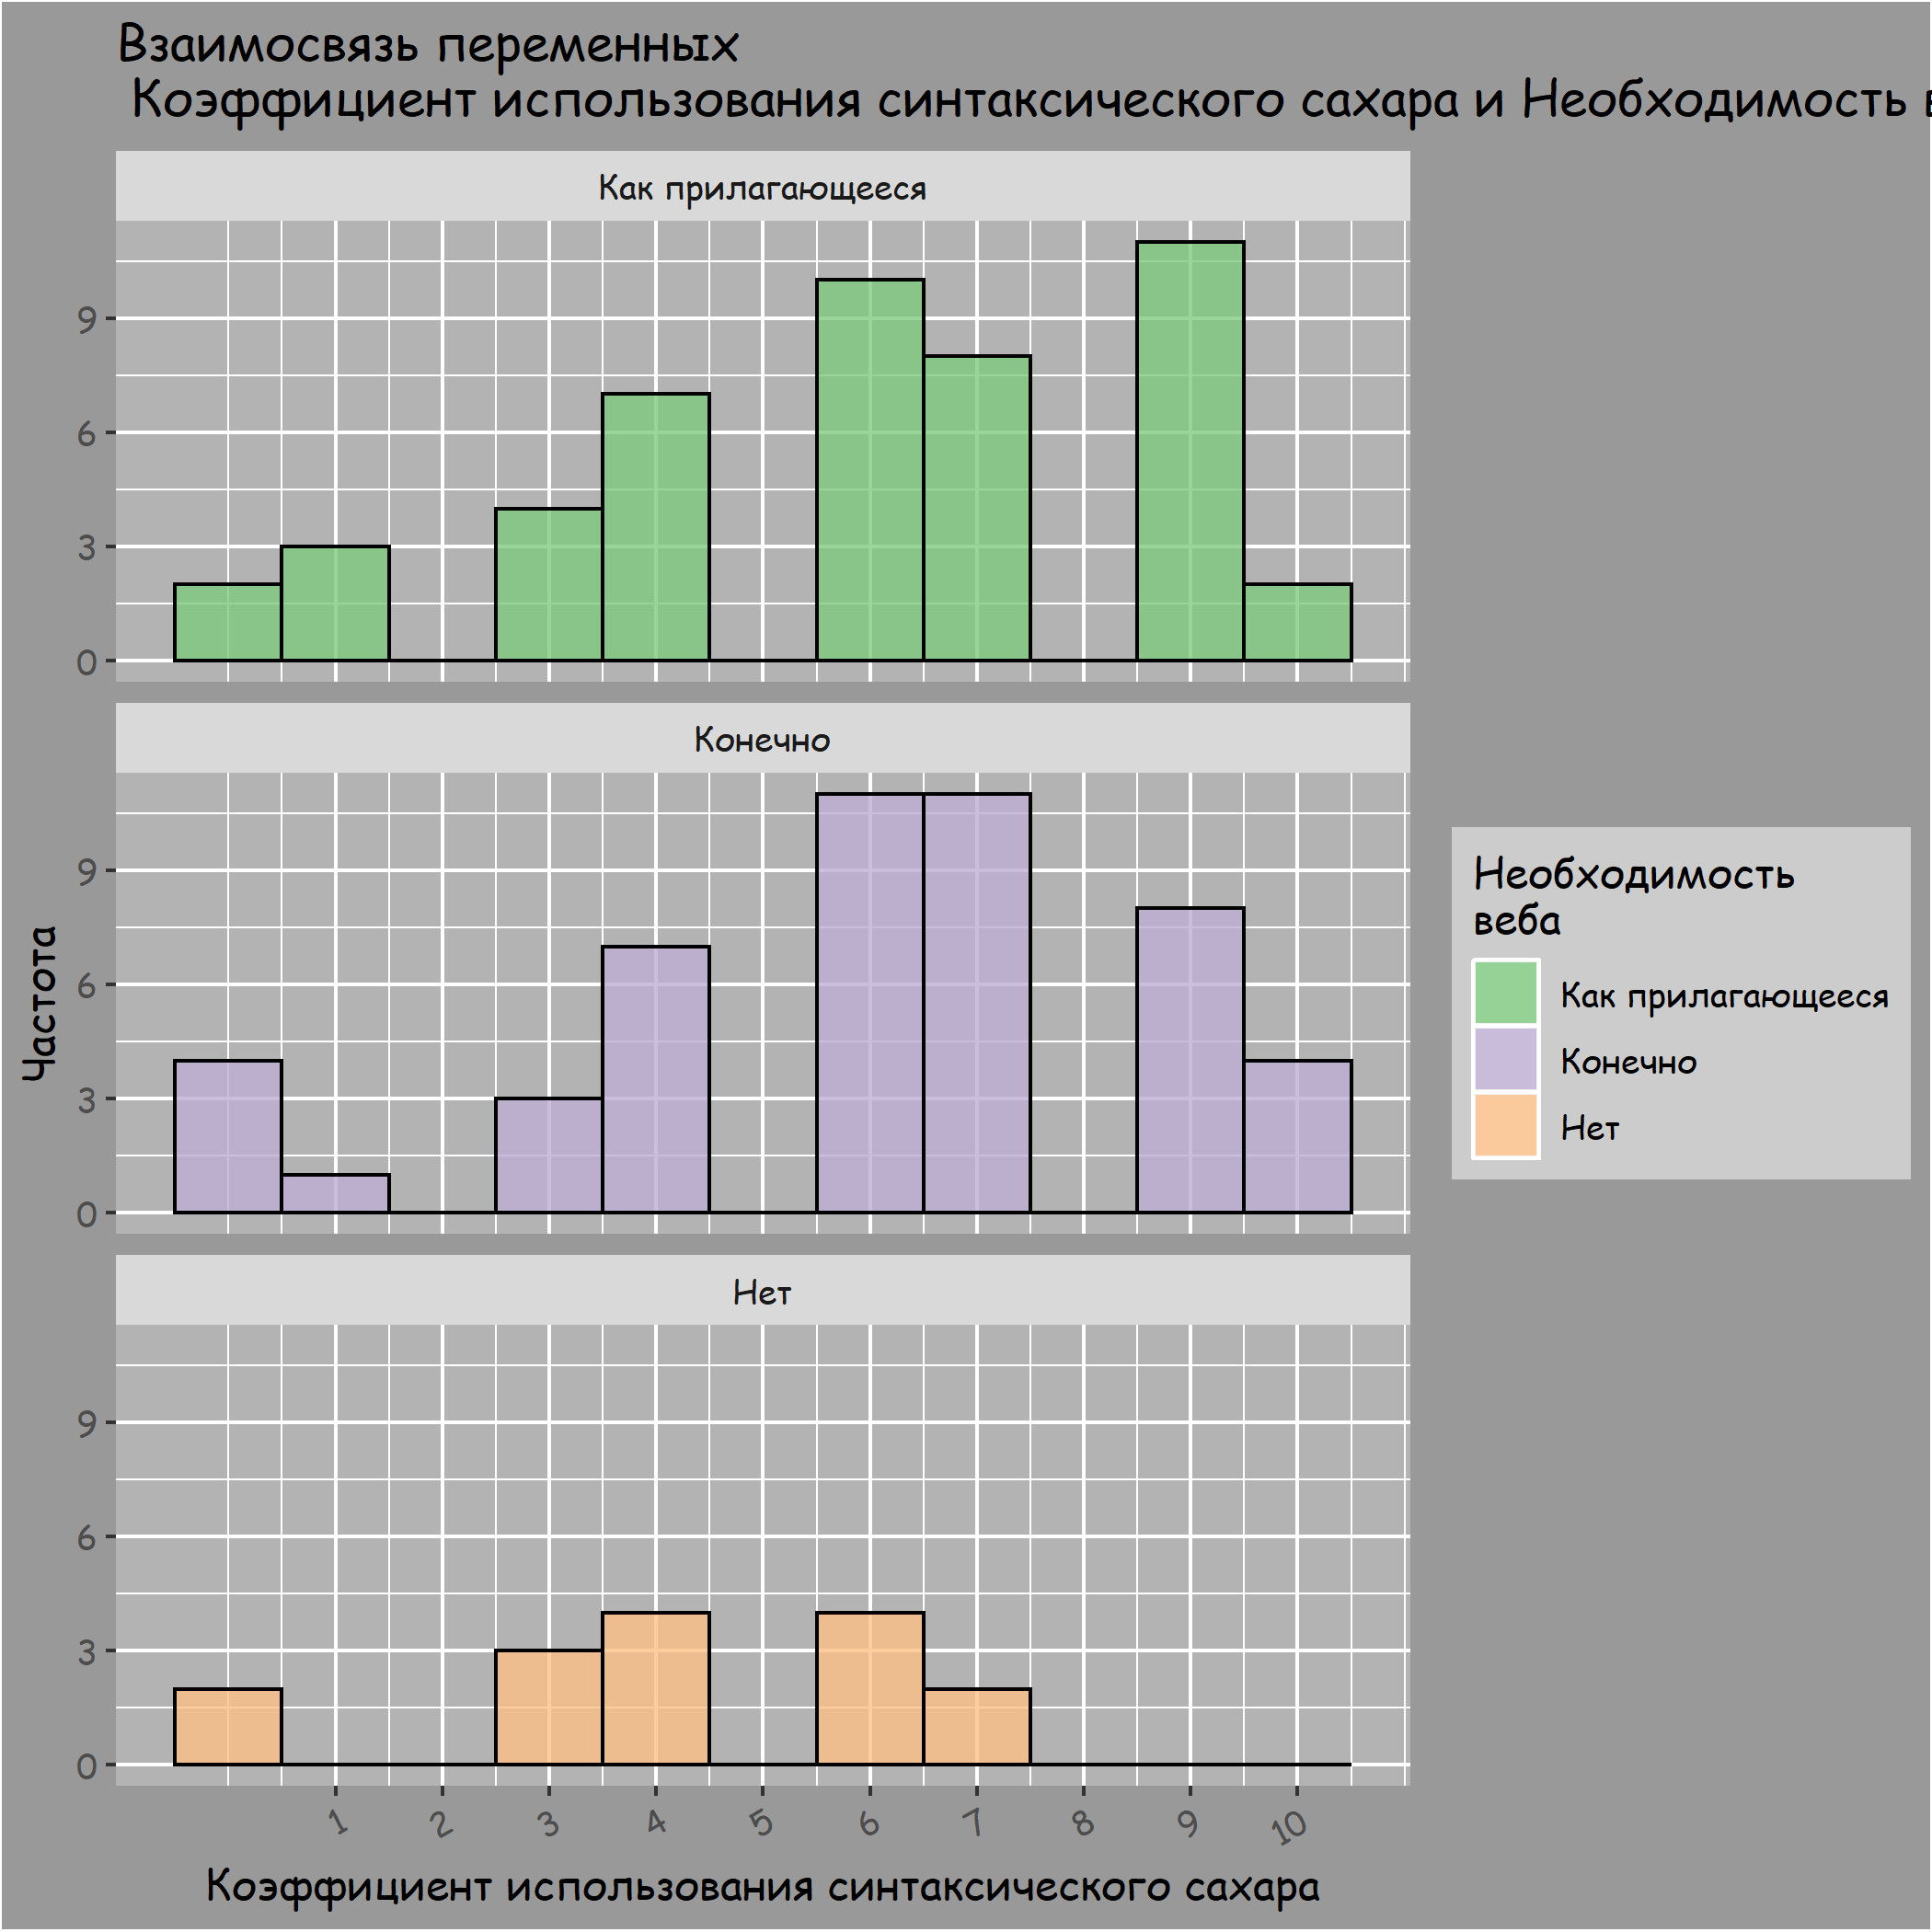 Взаимосвязь переменных
Коэффициент использования синтаксического сахара и Необходимость
Как прилагающееся
9
6
3
0
Конечно
9
6
3
0
Нет
9
6
3
0
1 2 3 4 5 6 7 8 9 10
Коэффициент использования синтаксического сахара
Частота
Необходимость
веба
Как прилагающееся
Конечно
Нет